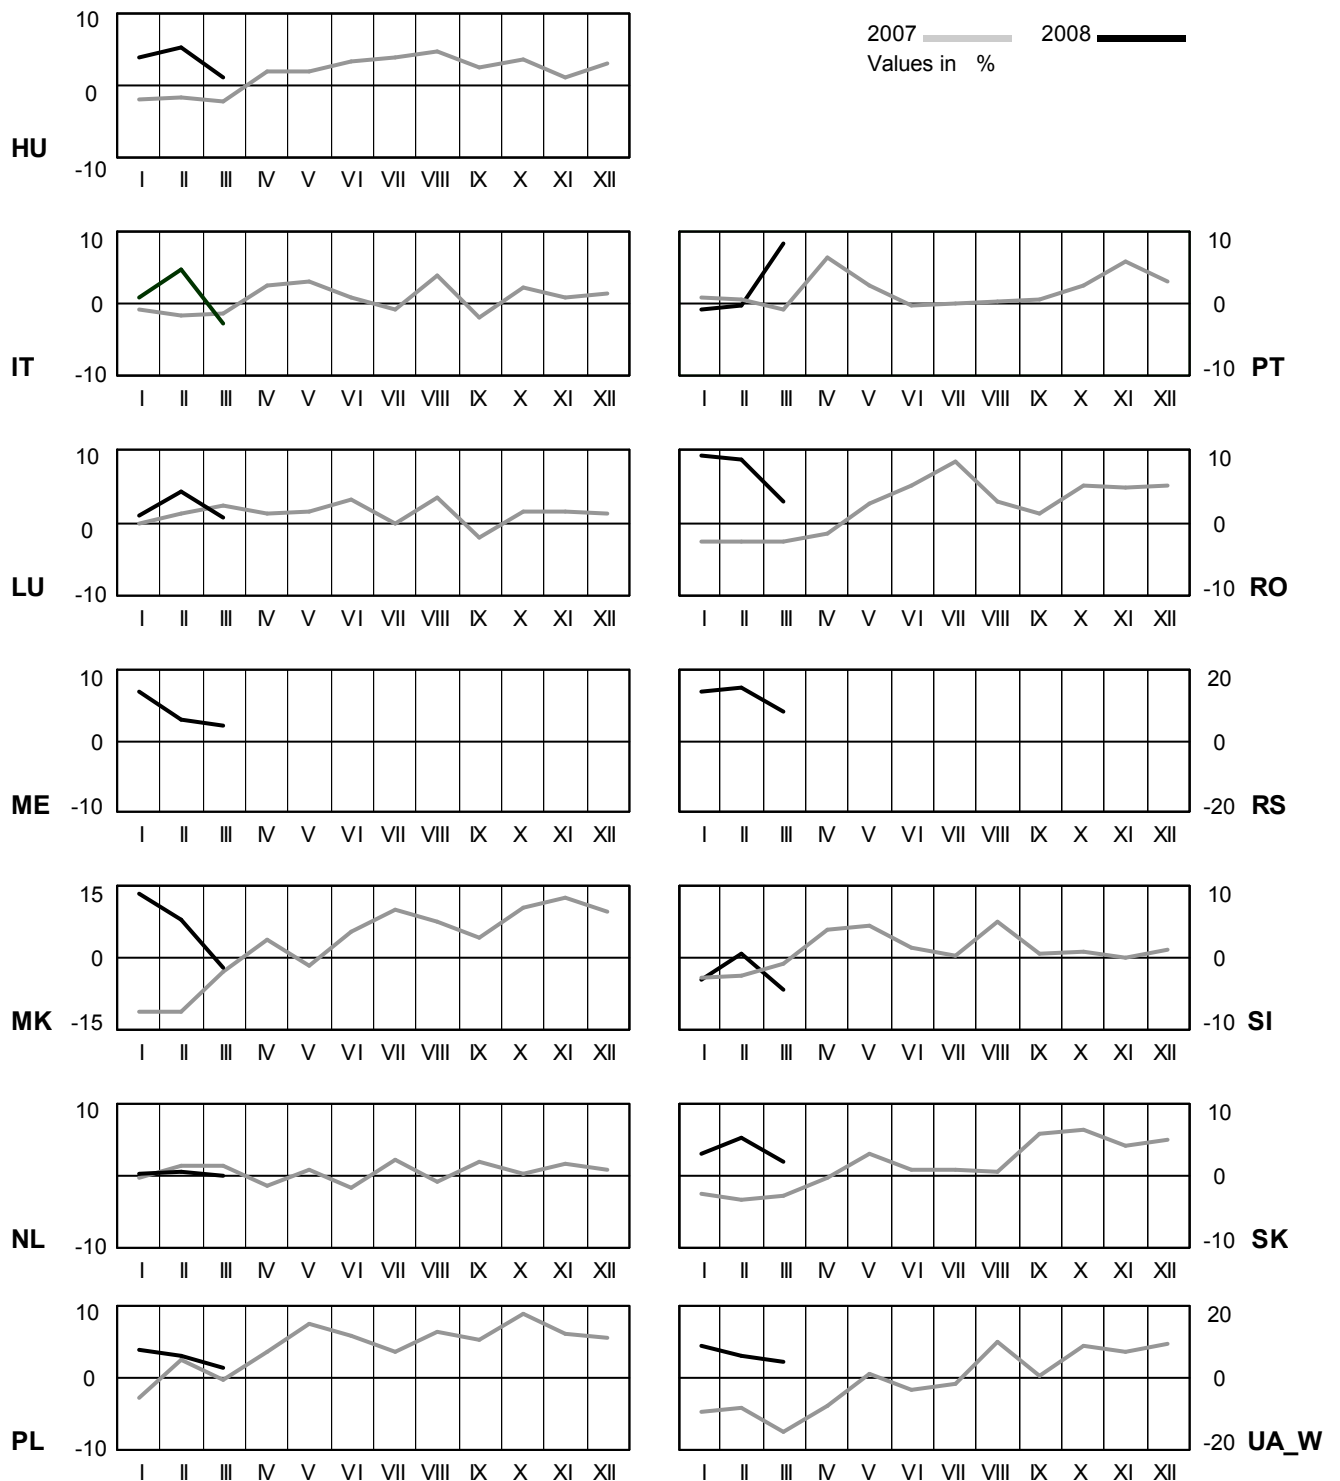 2007 2008
Values in %
10
0
HU -10
I II III IV V VI VII VIII IX X XI XII
10 10
0 0
IT -10 -10 PT
I II III IV V VI VII VIII IX X XI XII I II III IV V VI VII VIII IX X XI XII
10 10
0 0
LU -10 -10 RO
I II III IV V VI VII VIII IX X XI XII I II III IV V VI VII VIII IX X XI XII
10 20
0 0
ME -10 -20 RS
I II III IV V VI VII VIII IX X XI XII I II III IV V VI VII VIII IX X XI XII
15 10
0 0
MK -15 -10 SI
I II III IV V VI VII VIII IX X XI XII I II III IV V VI VII VIII IX X XI XII
10 10
0 0
NL -10 -10 SK
I II III IV V VI VII VIII IX X XI XII I II III IV V VI VII VIII IX X XI XII
10 20
0 0
PL -10 -20 UA_W
I II III IV V VI VII VIII IX X XI XII I II III IV V VI VII VIII IX X XI XII